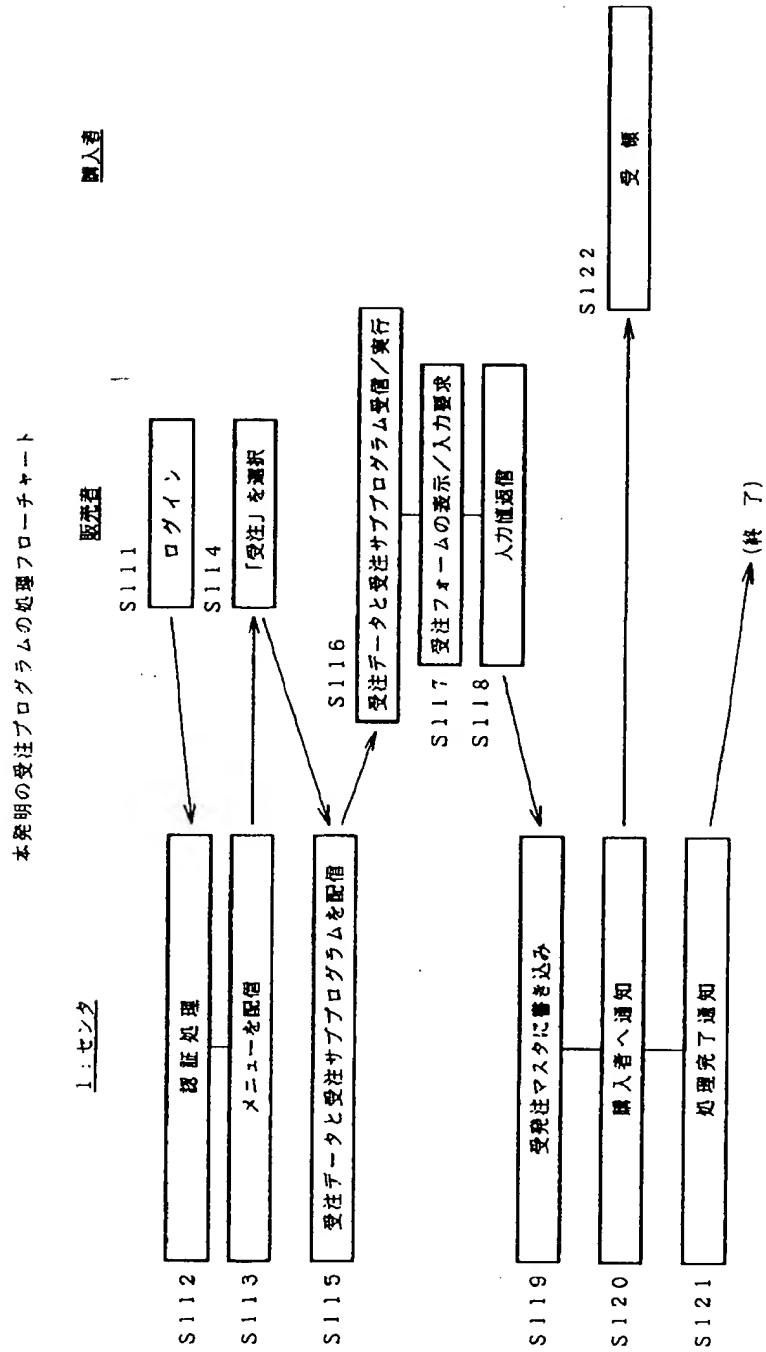 本発明の受注プログラムの処理フローチャート
1:センタ
販売者
購入者
S111
ログイン
S112
認証処理
S113
メニューを配信
S114
「受注」を選択
S115
受注データと受注サブプログラムを配信
S116
受注データと受注サブプログラム受信/実行
S117
受注フォームの表示/入力要求
S118
入力値返信
S119
受発注マスタに書き込み
S120
購入者へ通知
S122
受領
S121
処理完了通知
(終 了)